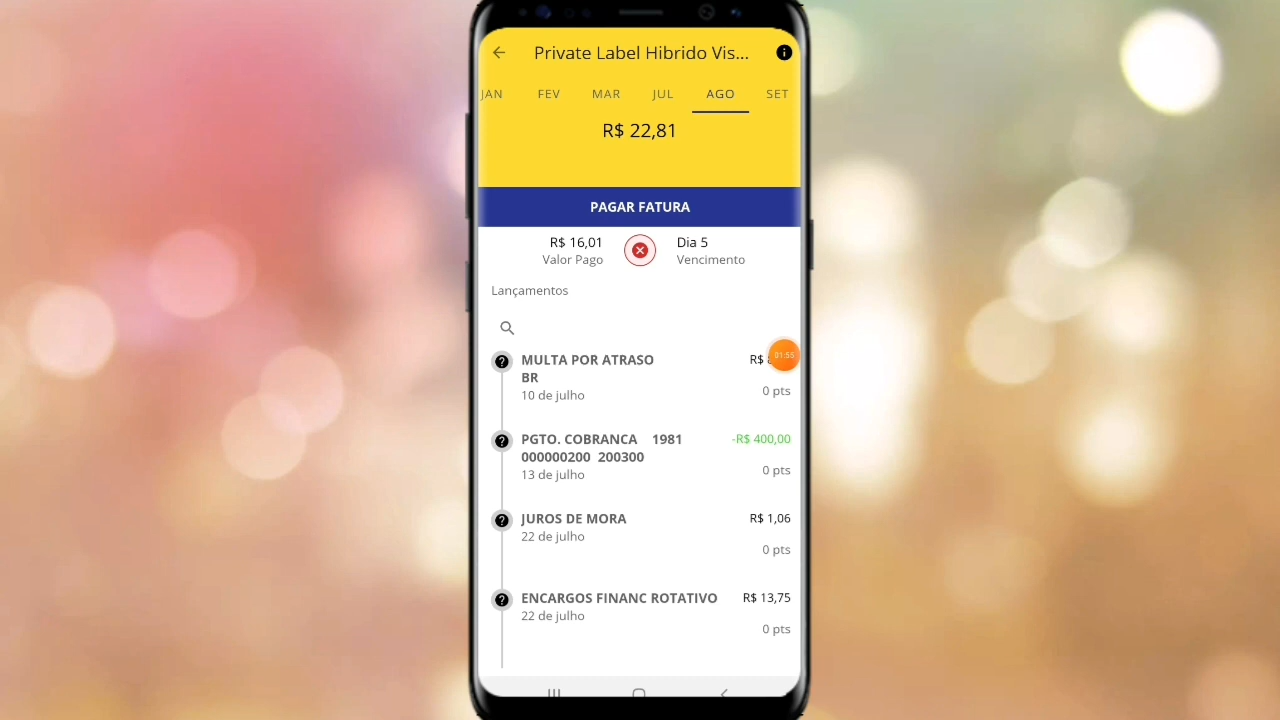 Private Label Hibrido Vis...
JAN FEV MAR JUL AGO SET
R$ 22,81
PAGAR FATURA
R$ 16,01
Valor Pago
Dia 5
Vencimento
Lançamentos
MULTA POR ATRASO R$
BR
10 de julho
0 pts
01:55
PGTO. COBRANCA 1981 -R$ 400,00
000000200 200300
13 de julho
0 pts
JUROS DE MORA R$ 1,06
22 de julho
0 pts
ENCARGOS FINANC ROTATIVO R$ 13,75
22 de julho
0 pts